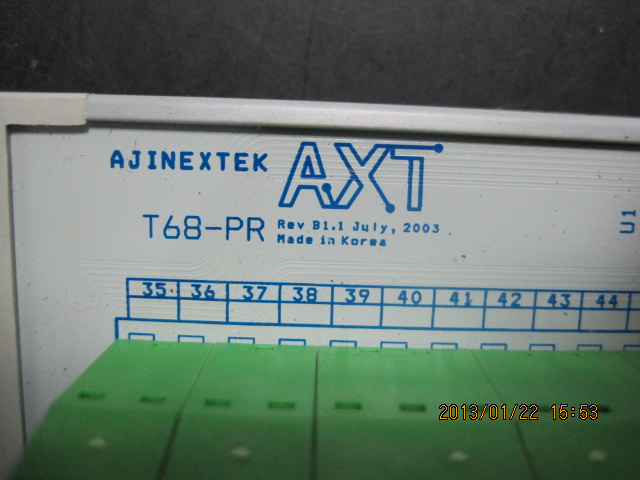 AJINEXTEK AXT
T68-PR
Rev B1.1 July, 2003
Made in Korea
U1
35 36 37 38 39 40 41 42 43 44
2013/01/22 15:53